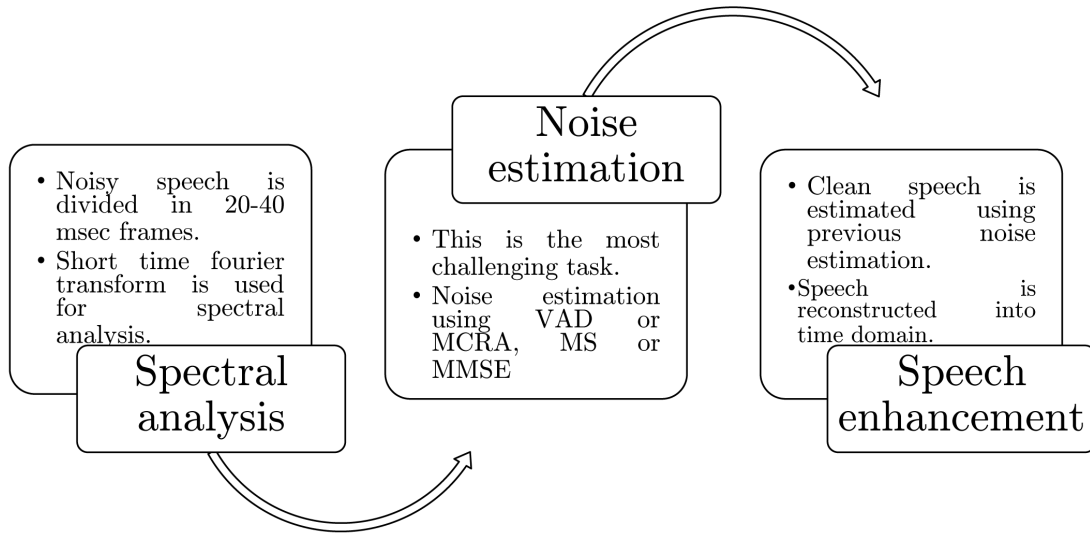 • Noisy speech is
divided in 20-40
msec frames.
• Short time fourier
transform is used
for spectral
analysis.
Spectral
analysis
Noise
estimation
• This is the most
challenging task.
• Noise estimation
using VAD or
MCRA, MS or
MMSE
• Clean speech is
estimated using
previous noise
estimation.
•Speech is
reconstructed into
time domain.
Speech
enhancement